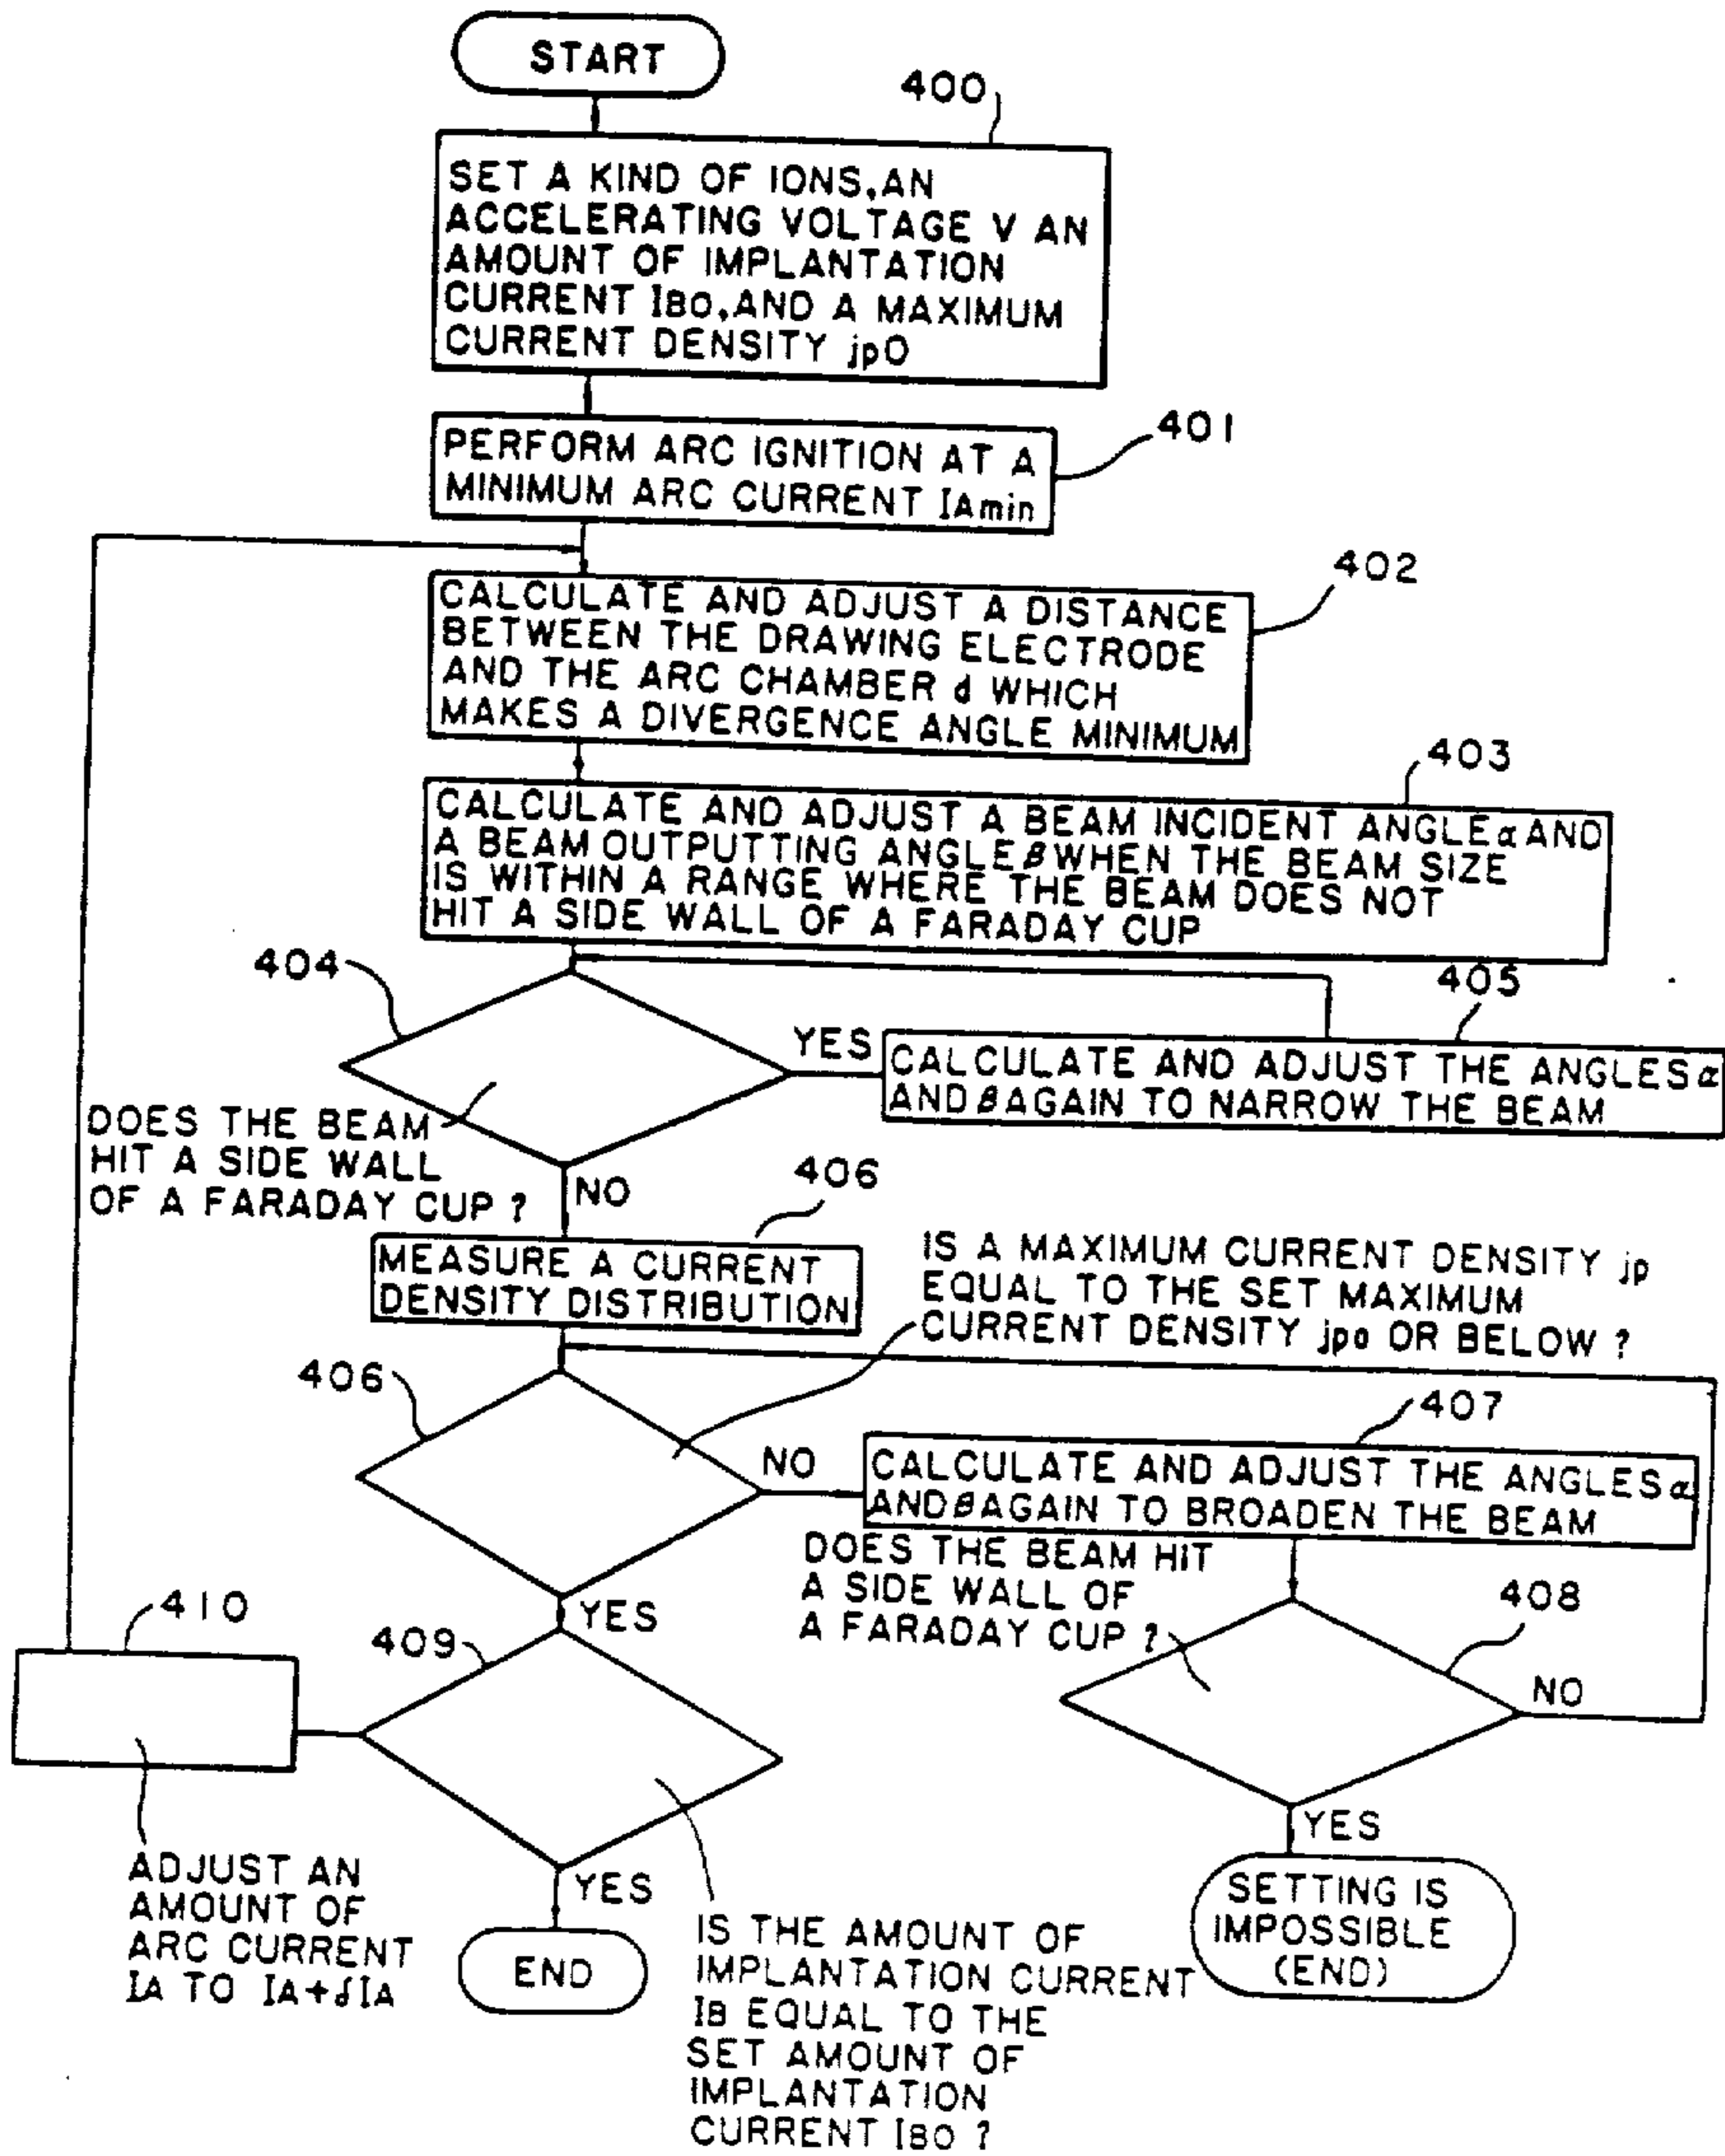 START
400
SET A KIND OF IONS,AN
ACCELERATING VOLTAGE V AN
AMOUNT OF IMPLANTATION
CURRENT IBO,AND A MAXIMUM
CURRENT DENSITY jpO
401
PERFORM ARC IGNITION AT A
MINIMUM ARC CURRENT IAmin
402
CALCULATE AND ADJUST A DISTANCE
BETWEEN THE DRAWING ELECTRODE
AND THE ARC CHAMBER d WHICH
MAKES A DIVERGENCE ANGLE MINIMUM
403
CALCULATE AND ADJUST A BEAM INCIDENT ANGLE α AND
A BEAM OUTPUTTING ANGLE β WHEN THE BEAM SIZE
IS WITHIN A RANGE WHERE THE BEAM DOES NOT
HIT A SIDE WALL OF A FARADAY CUP
404
405
YES
CALCULATE AND ADJUST THE ANGLES α
AND β AGAIN TO NARROW THE BEAM
DOES THE BEAM
HIT A SIDE WALL
OF A FARADAY CUP ?
NO
406
MEASURE A CURRENT
DENSITY DISTRIBUTION
IS A MAXIMUM CURRENT DENSITY jp
EQUAL TO THE SET MAXIMUM
CURRENT DENSITY jpo OR BELOW ?
406
407
NO
CALCULATE AND ADJUST THE ANGLES α
AND β AGAIN TO BROADEN THE BEAM
DOES THE BEAM HIT
A SIDE WALL OF
A FARADAY CUP ?
408
NO
YES
410
409
YES
SETTING IS
IMPOSSIBLE
(END)
ADJUST AN
AMOUNT OF
ARC CURRENT
IA TO IA+δIA
YES
END
IS THE AMOUNT OF
IMPLANTATION CURRENT
IB EQUAL TO THE
SET AMOUNT OF
IMPLANTATION
CURRENT IBO ?